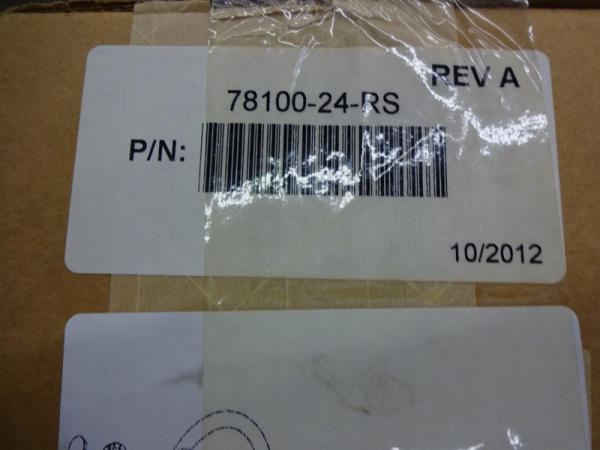 REV A
78100-24-RS
P/N:
10/2012